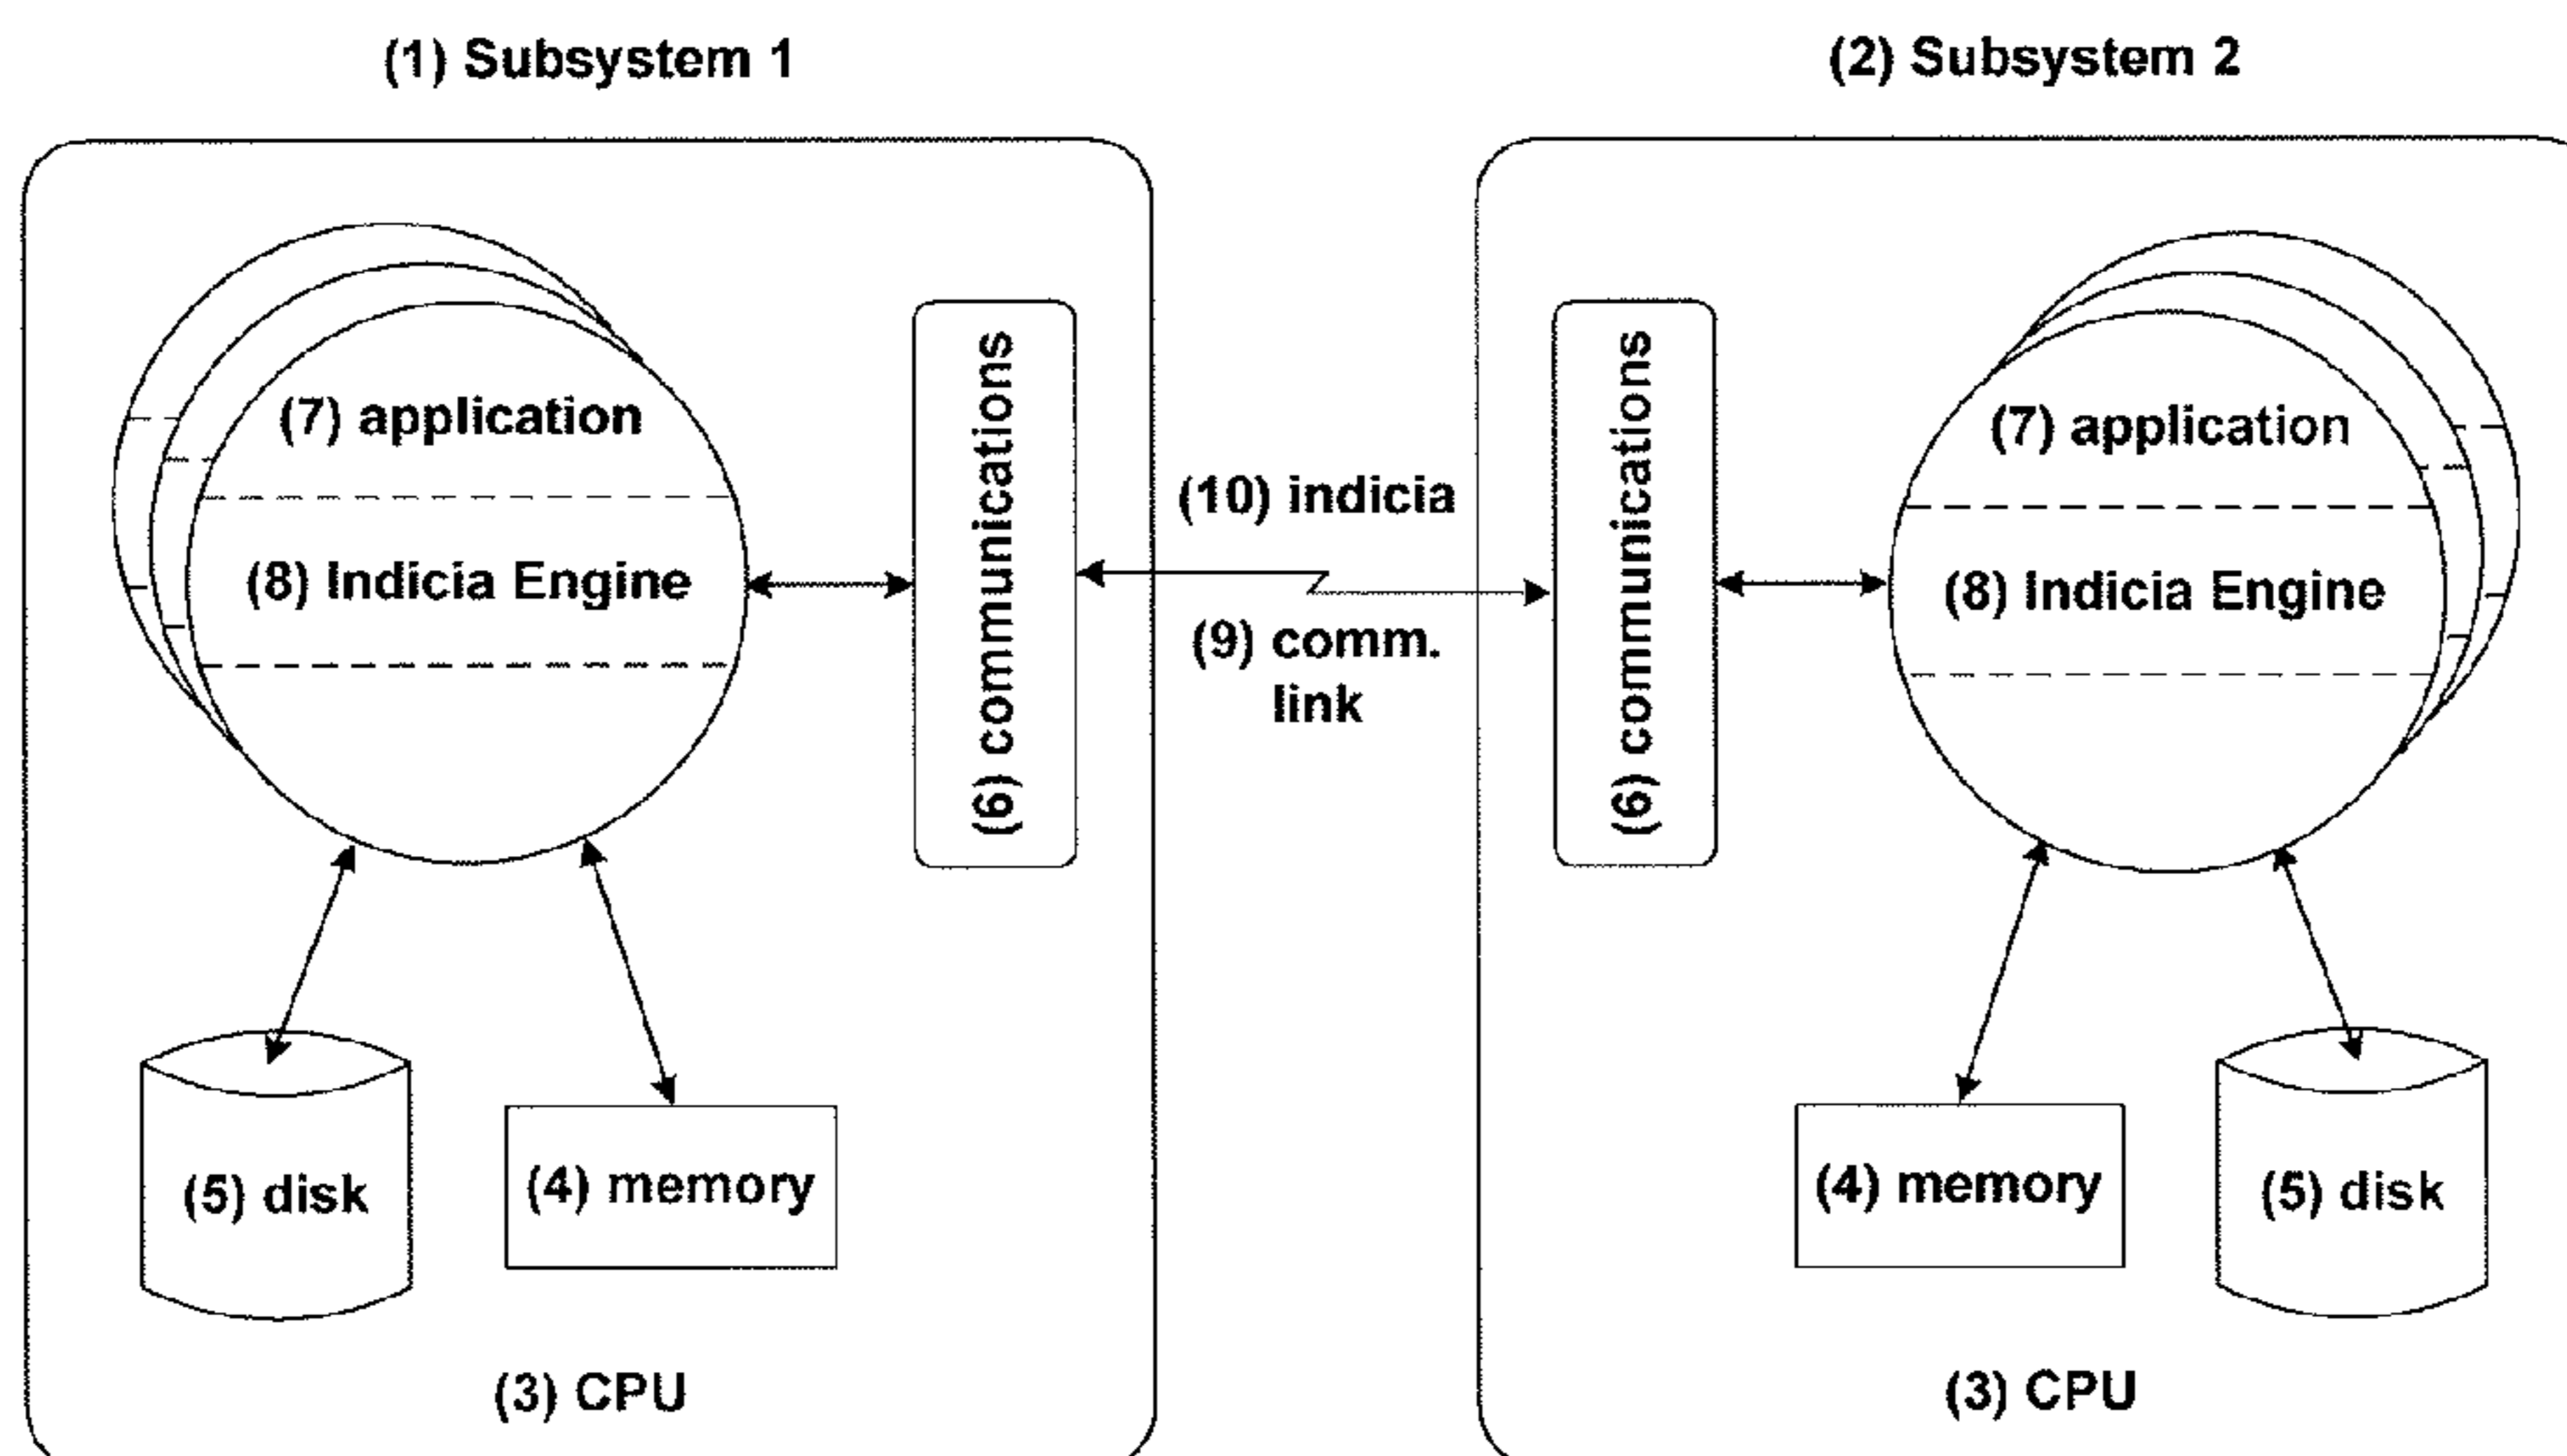 (1) Subsystem 1
(2) Subsystem 2
(7) application
(8) Indicia Engine
(6) communications
(5) disk
(4) memory
(3) CPU
(10) indicia
(9) comm.
link
(6) communications
(7) application
(8) Indicia Engine
(4) memory
(5) disk
(3) CPU